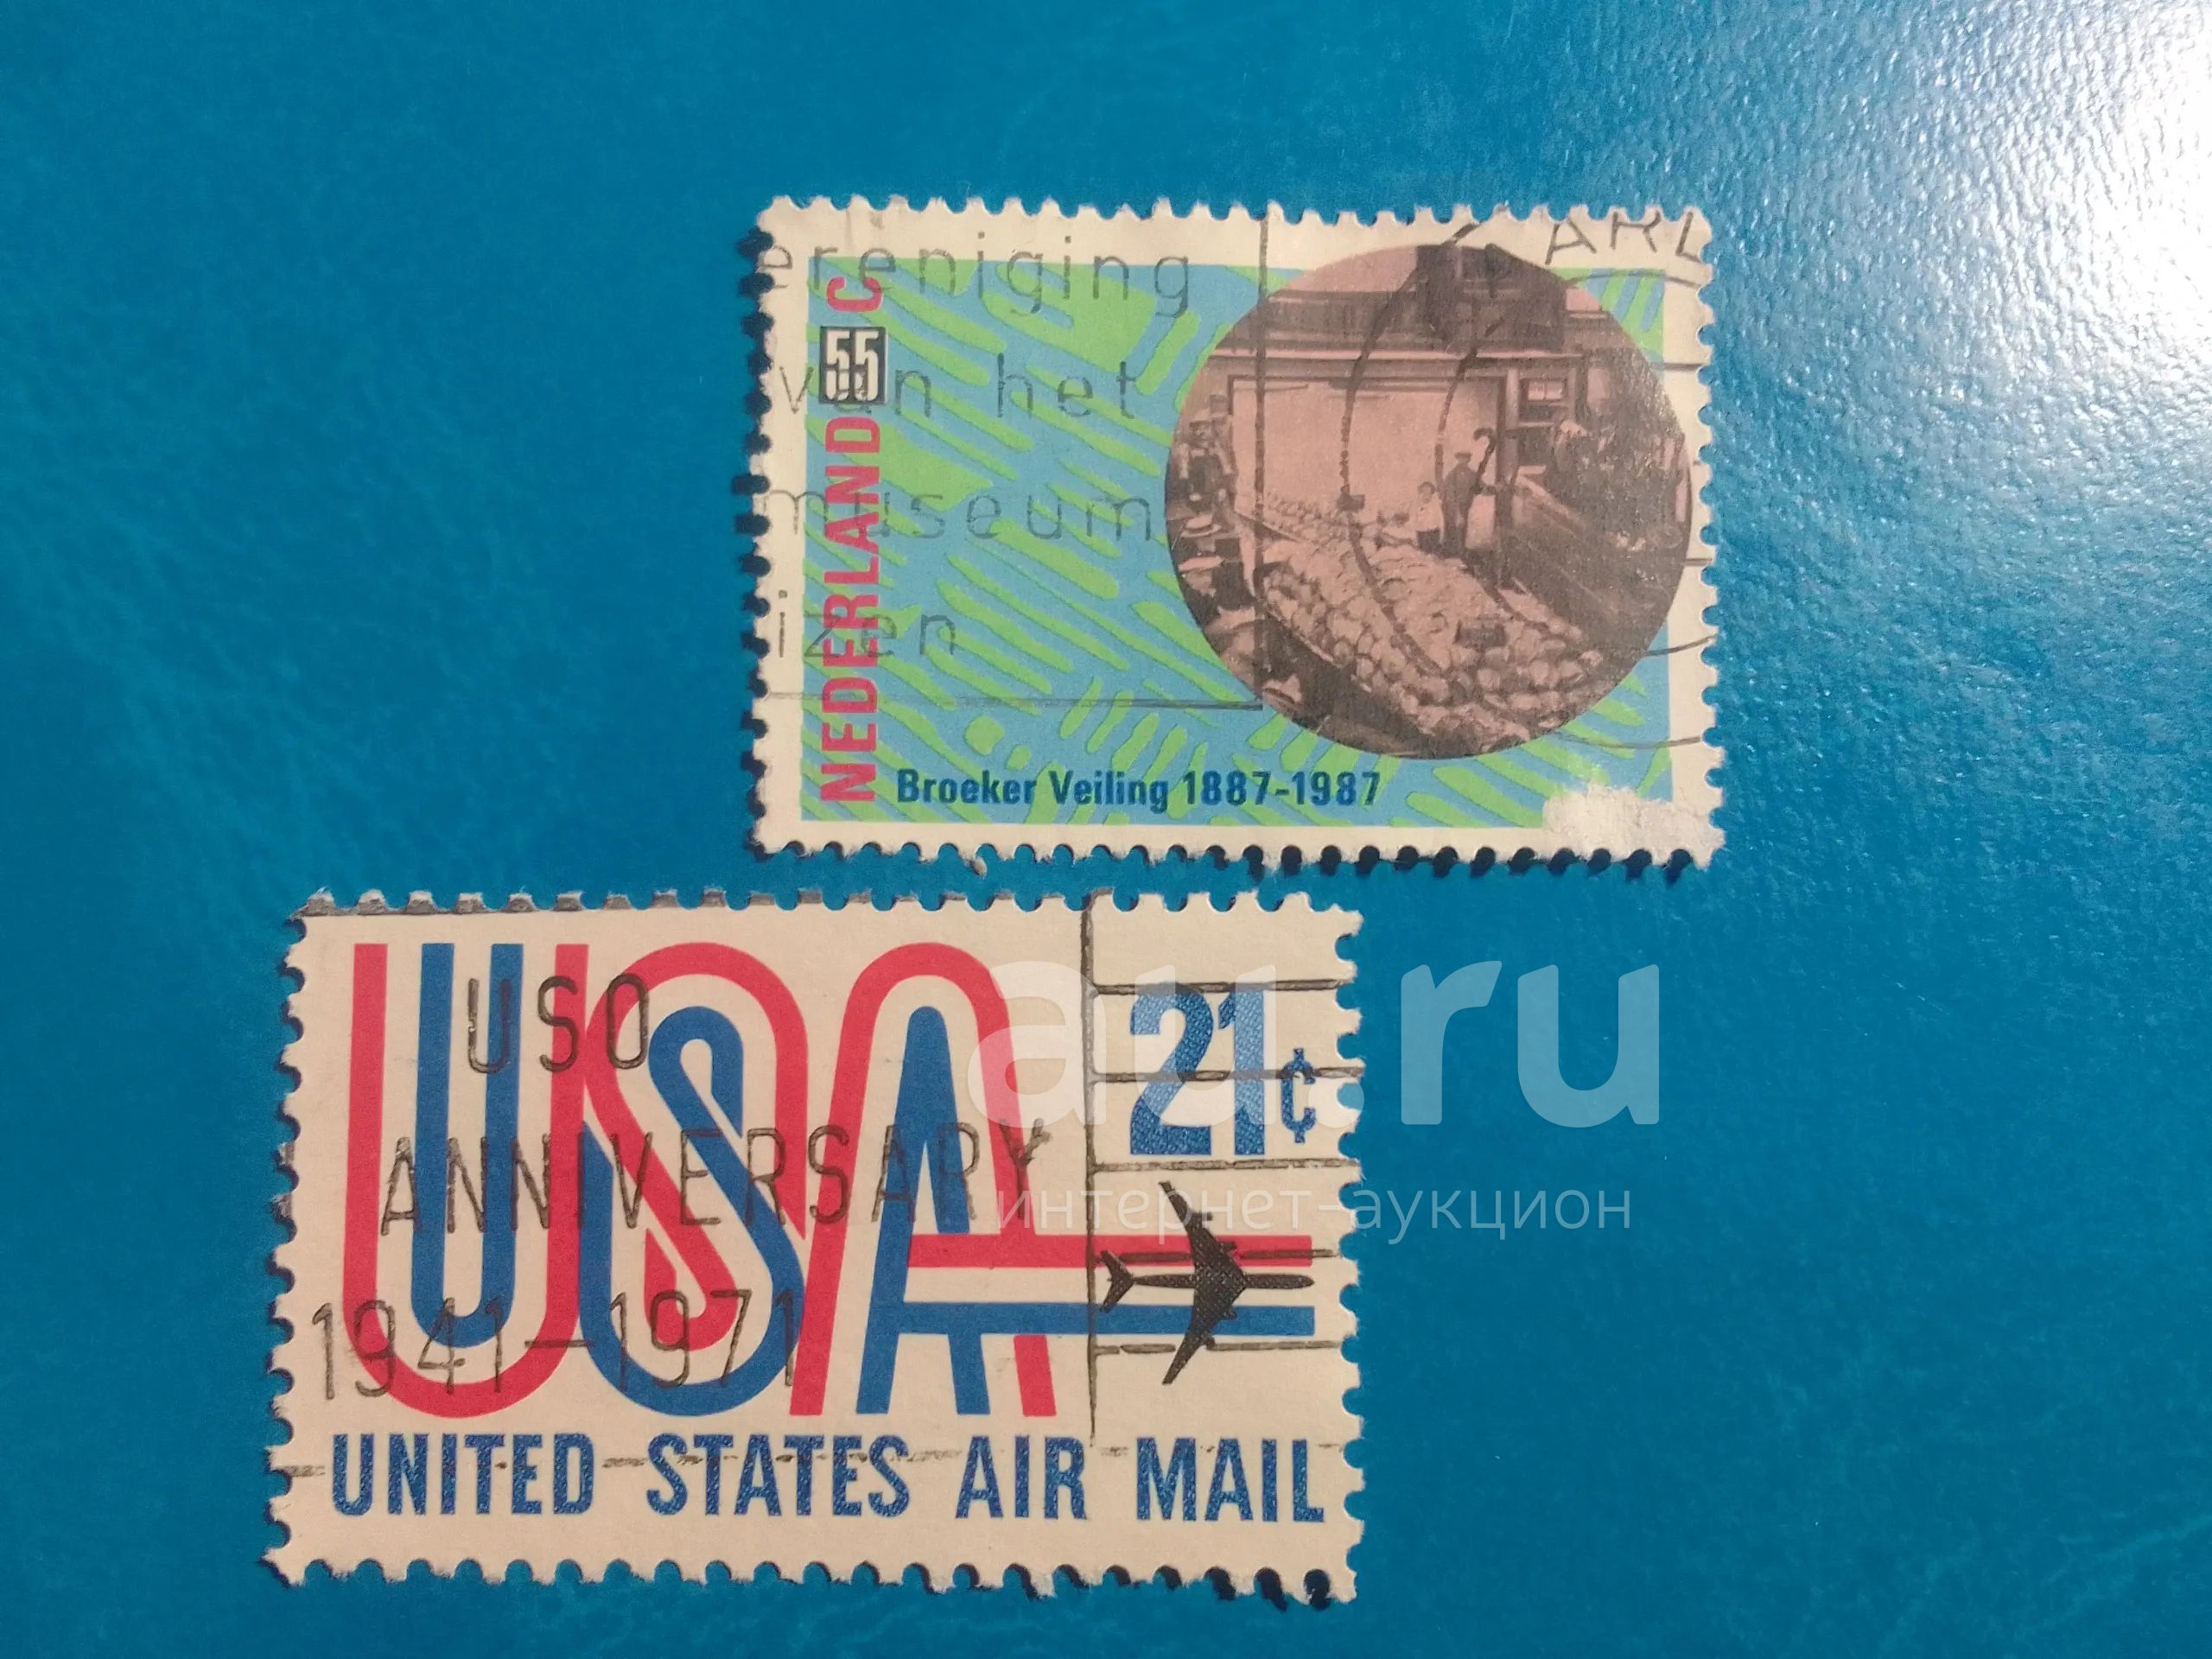 ereniging
van het
museum
izen
ARL
NEDERLAND 55 C
Broeker Veiling 1887-1987
USA
21¢
USO
ANNIVERSARY
1941-1971
UNITED STATES AIR MAIL
au.ru
интернет-аукцион